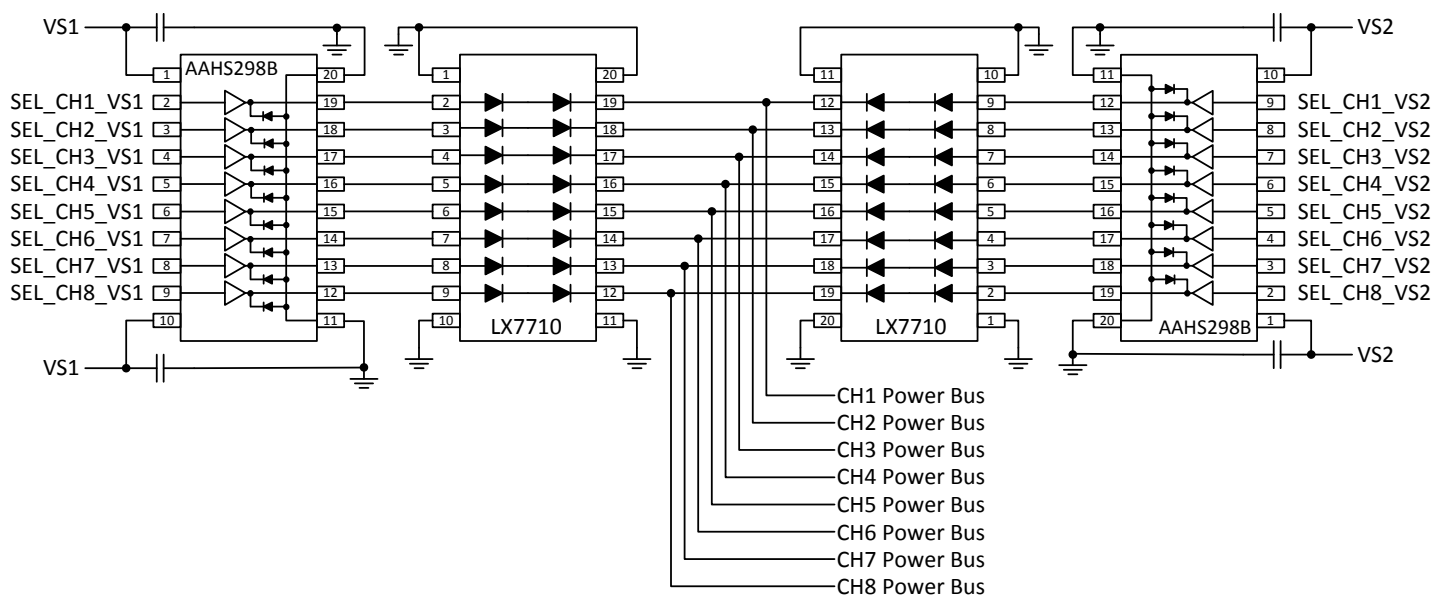 VS1 VS2
1 AAHS298B 20 1 20 11 10 11 10
SEL_CH1_VS1 2 19 2 19 12 9 12 9 SEL_CH1_VS2
SEL_CH2_VS1 3 18 3 18 13 8 13 8 SEL_CH2_VS2
SEL_CH3_VS1 4 17 4 17 14 7 14 7 SEL_CH3_VS2
SEL_CH4_VS1 5 16 5 16 15 6 15 6 SEL_CH4_VS2
SEL_CH5_VS1 6 15 6 15 16 5 16 5 SEL_CH5_VS2
SEL_CH6_VS1 7 14 7 14 17 4 17 4 SEL_CH6_VS2
SEL_CH7_VS1 8 13 8 13 18 3 18 3 SEL_CH7_VS2
SEL_CH8_VS1 9 12 9 12 19 2 19 2 SEL_CH8_VS2
10 11 10 LX7710 11 20 LX7710 1 20 AAHS298B 1
VS1 VS2
CH1 Power Bus
CH2 Power Bus
CH3 Power Bus
CH4 Power Bus
CH5 Power Bus
CH6 Power Bus
CH7 Power Bus
CH8 Power Bus